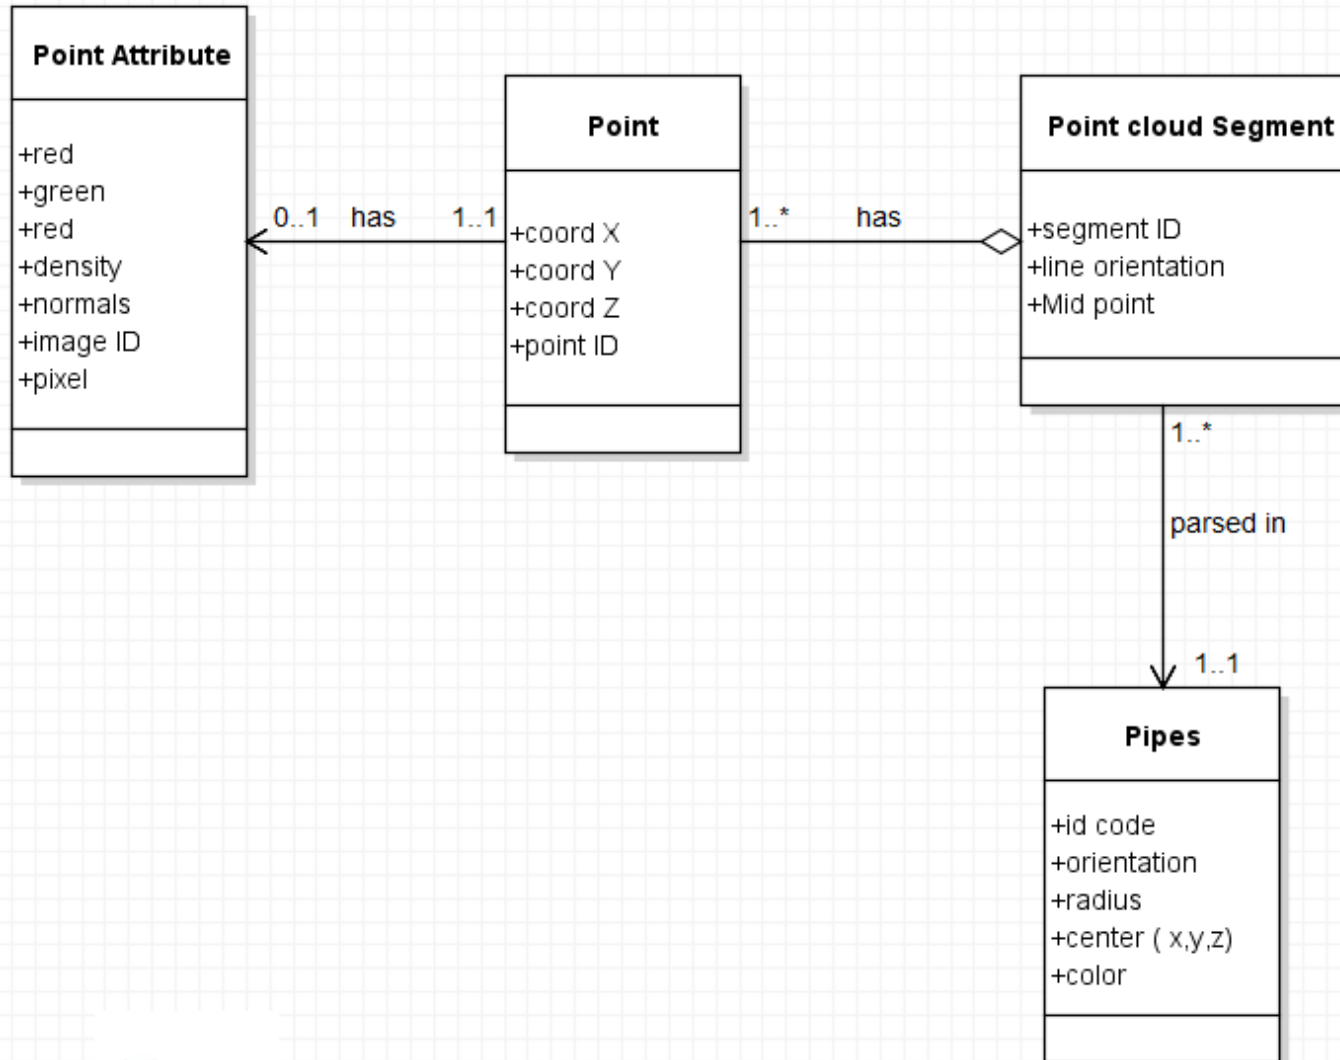 Point Attribute
+red
+green
+red
+density
+normals
+image ID
+pixel
0..1 has 1..1
Point
+coord X
+coord Y
+coord Z
+point ID
1..* has
Point cloud Segment
+segment ID
+line orientation
+Mid point
1..*
parsed in
1..1
Pipes
+id code
+orientation
+radius
+center ( x,y,z)
+color